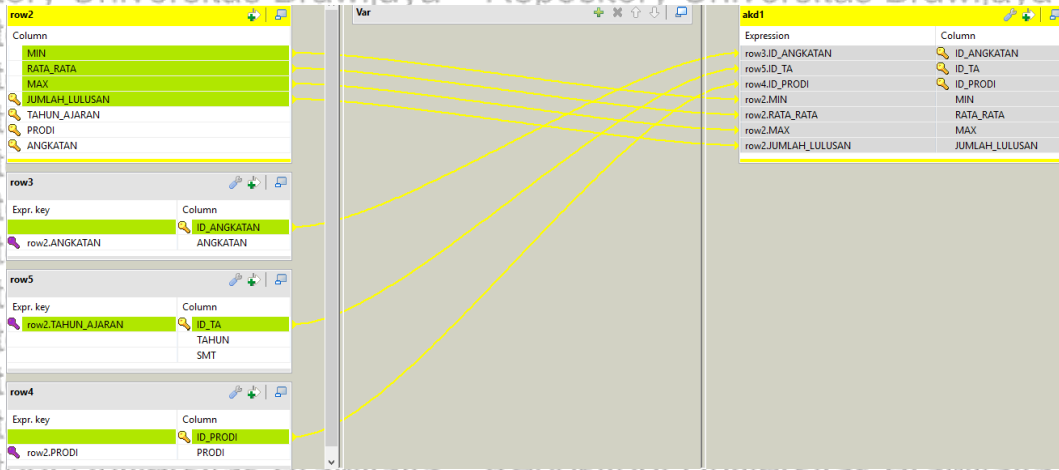 row2
Column
MIN
RATA_RATA
MAX
JUMLAH_LULUSAN
TAHUN_AJARAN
PRODI
ANGKATAN
row3
Expr. key Column
ID_ANGKATAN
row2.ANGKATAN ANGKATAN
row5
Expr. key Column
row2.TAHUN_AJARAN ID_TA
TAHUN
SMT
row4
Expr. key Column
ID_PRODI
row2.PRODI PRODI
Var
akd1
Expression Column
row3.ID_ANGKATAN ID_ANGKATAN
row5.ID_TA ID_TA
row4.ID_PRODI ID_PRODI
row2.MIN MIN
row2.RATA_RATA RATA_RATA
row2.MAX MAX
row2.JUMLAH_LULUSAN JUMLAH_LULUSAN